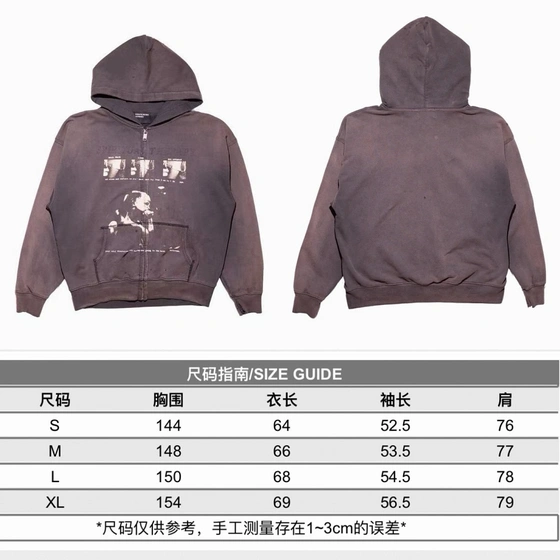 尺码指南/SIZE GUIDE
尺码 胸围 衣长 袖长 肩
S 144 64 52.5 76
M 148 66 53.5 77
L 150 68 54.5 78
XL 154 69 56.5 79
*尺码仅供参考，手工测量存在1~3cm的误差*